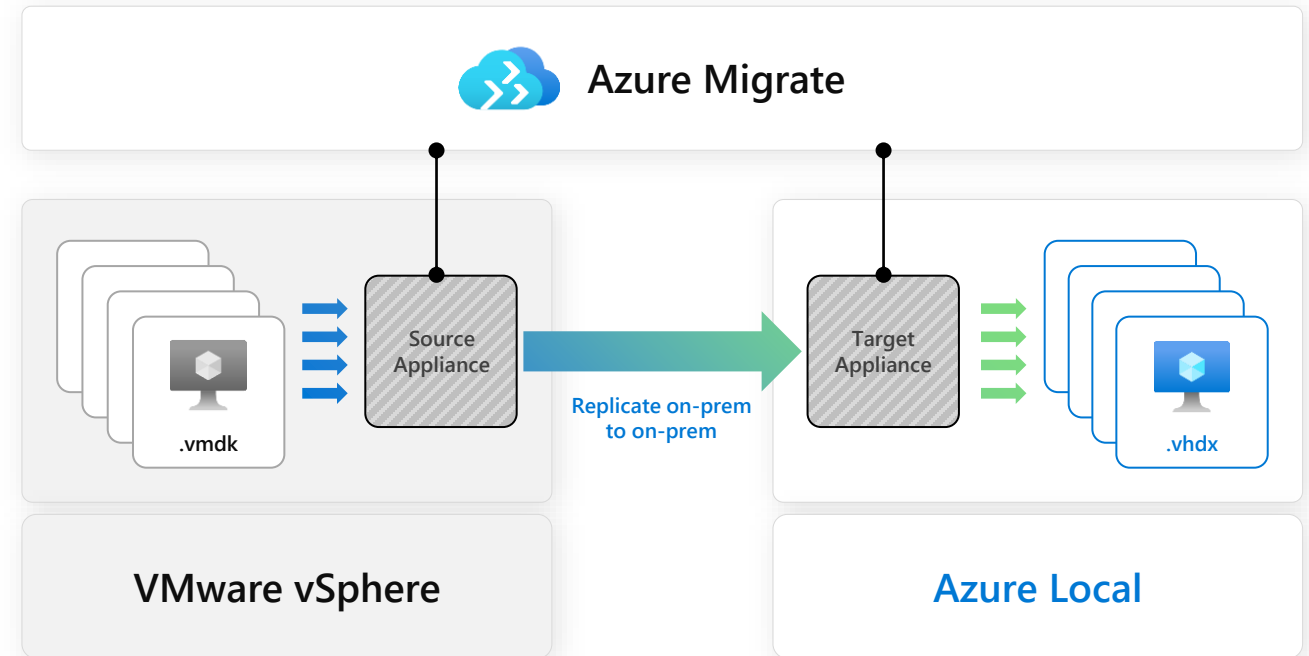 Azure Migrate
Source
Appliance
Target
Appliance
Replicate on-prem
to on-prem
.vmdk
.vhdx
VMware vSphere
Azure Local